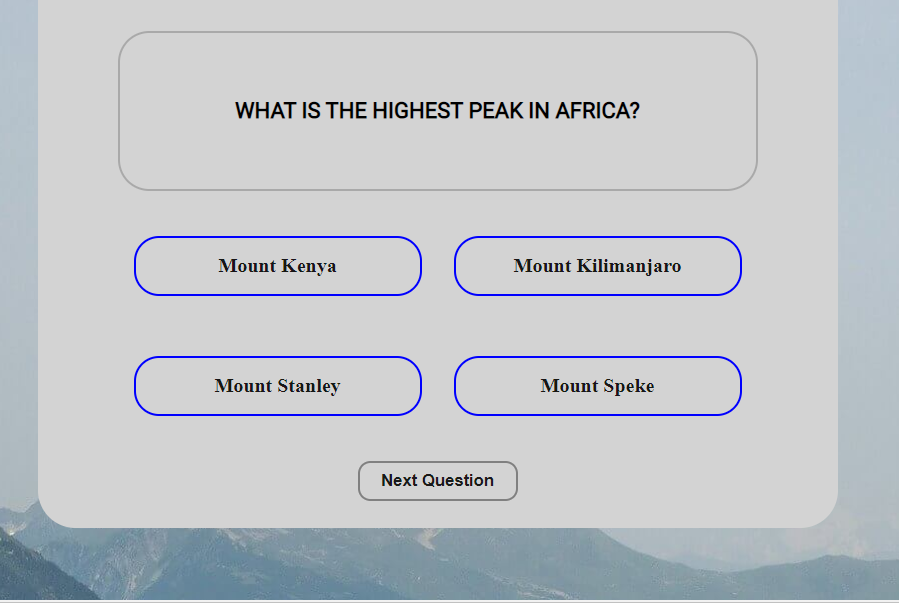 WHAT IS THE HIGHEST PEAK IN AFRICA?
Mount Kenya
Mount Kilimanjaro
Mount Stanley
Mount Speke
Next Question